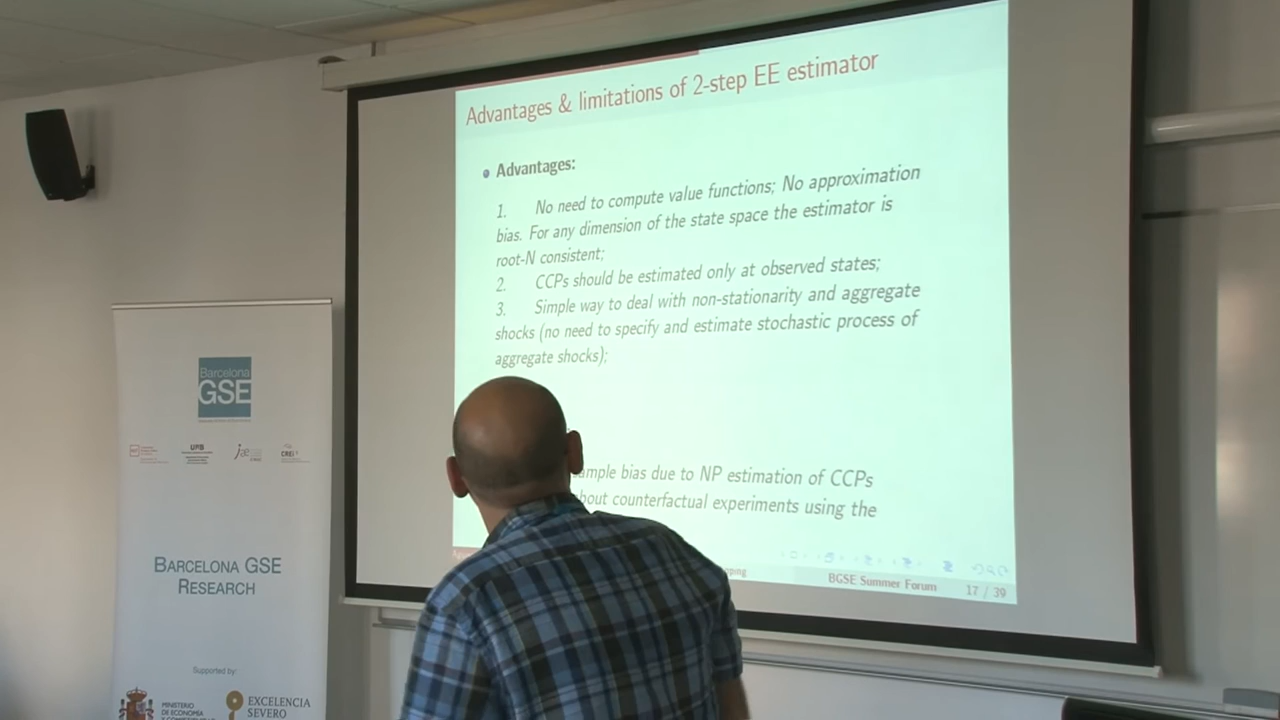 Advantages & limitations of 2-step EE estimator
Advantages:
1. No need to compute value functions; No approximation
bias. For any dimension of the state space the estimator is
root-N consistent;
2. CCPs should be estimated only at observed states;
3. Simple way to deal with non-stationarity and aggregate
shocks (no need to specify and estimate stochastic process of
aggregate shocks);
ample bias due to NP estimation of CCPs
bout counterfactual experiments using the
BGSE Summer Forum 17 / 39
Barcelona
GSE
UPB
jae
CREi
BARCELONA GSE
RESEARCH
Supported by:
MINISTERIO
DE ECONOMÍA
EXCELENCIA
SEVERO